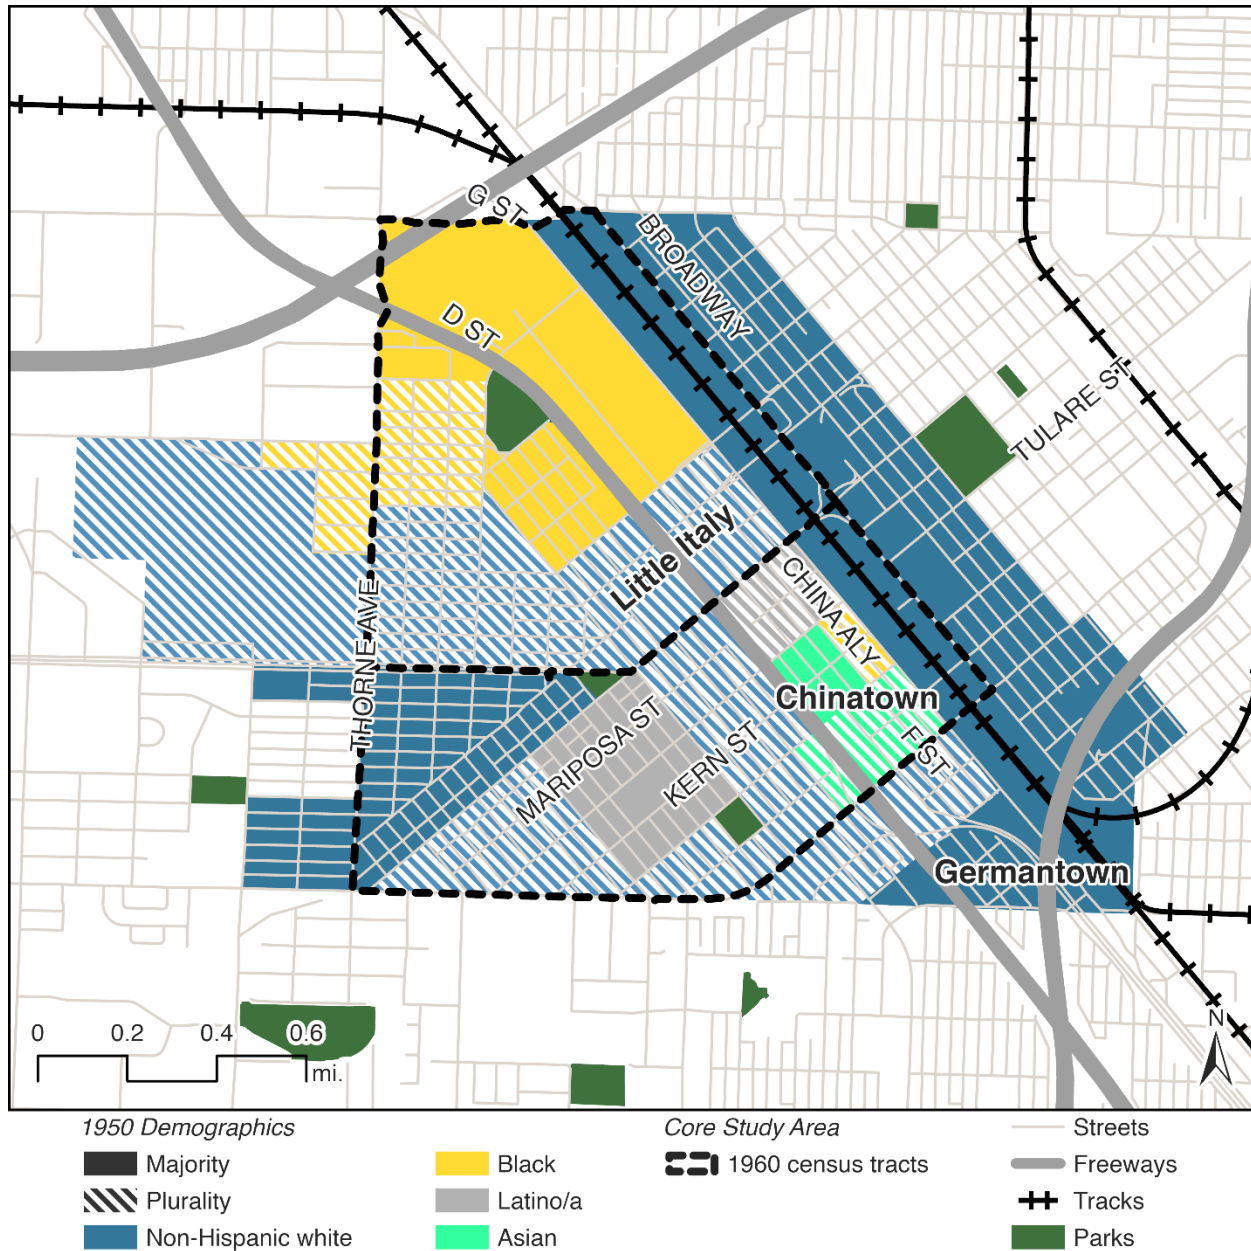 G ST
BROADWAY
D ST
TULARE ST
Little Italy
CHINA ALY
THORNE AVE
Chinatown
MARIPOSA ST
KERN ST
F ST
Germantown
0 0.2 0.4 0.6
mi.
N
1950 Demographics
Majority
Plurality
Non-Hispanic white
Black
Latino/a
Asian
Core Study Area
1960 census tracts
Streets
Freeways
Tracks
Parks